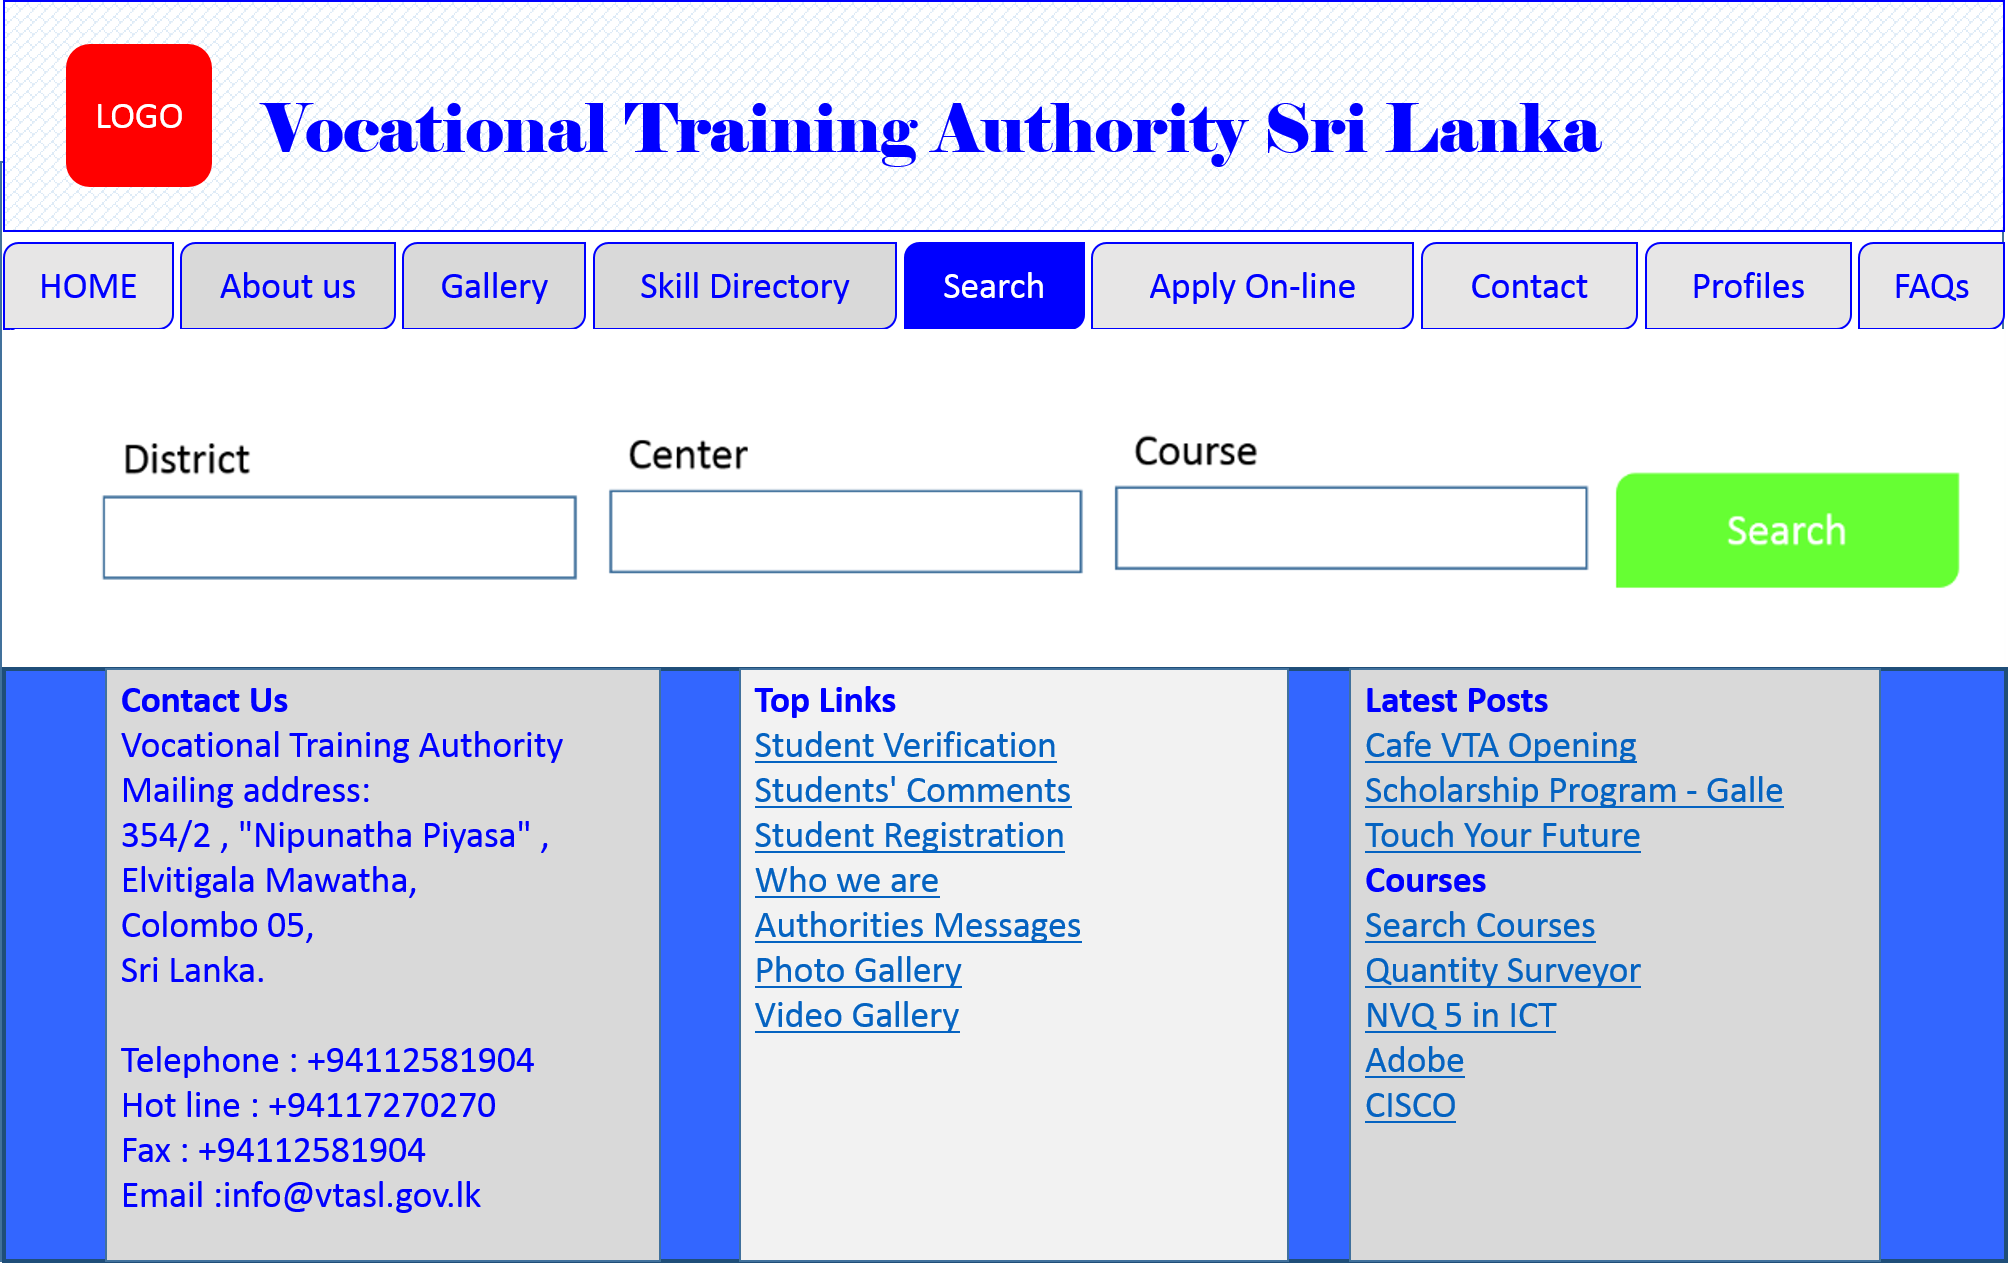 LOGO
Vocational Training Authority Sri Lanka
HOME About us Gallery Skill Directory Search Apply On-line Contact Profiles FAQs
District Center Course
Search
Contact Us
Vocational Training Authority
Mailing address:
354/2 , "Nipunatha Piyasa" ,
Elvitigala Mawatha,
Colombo 05,
Sri Lanka.
Telephone : +94112581904
Hot line : +94117270270
Fax : +94112581904
Email :info@vtasl.gov.lk
Top Links
Student Verification
Students' Comments
Student Registration
Who we are
Authorities Messages
Photo Gallery
Video Gallery
Latest Posts
Cafe VTA Opening
Scholarship Program - Galle
Touch Your Future
Courses
Search Courses
Quantity Surveyor
NVQ 5 in ICT
Adobe
CISCO